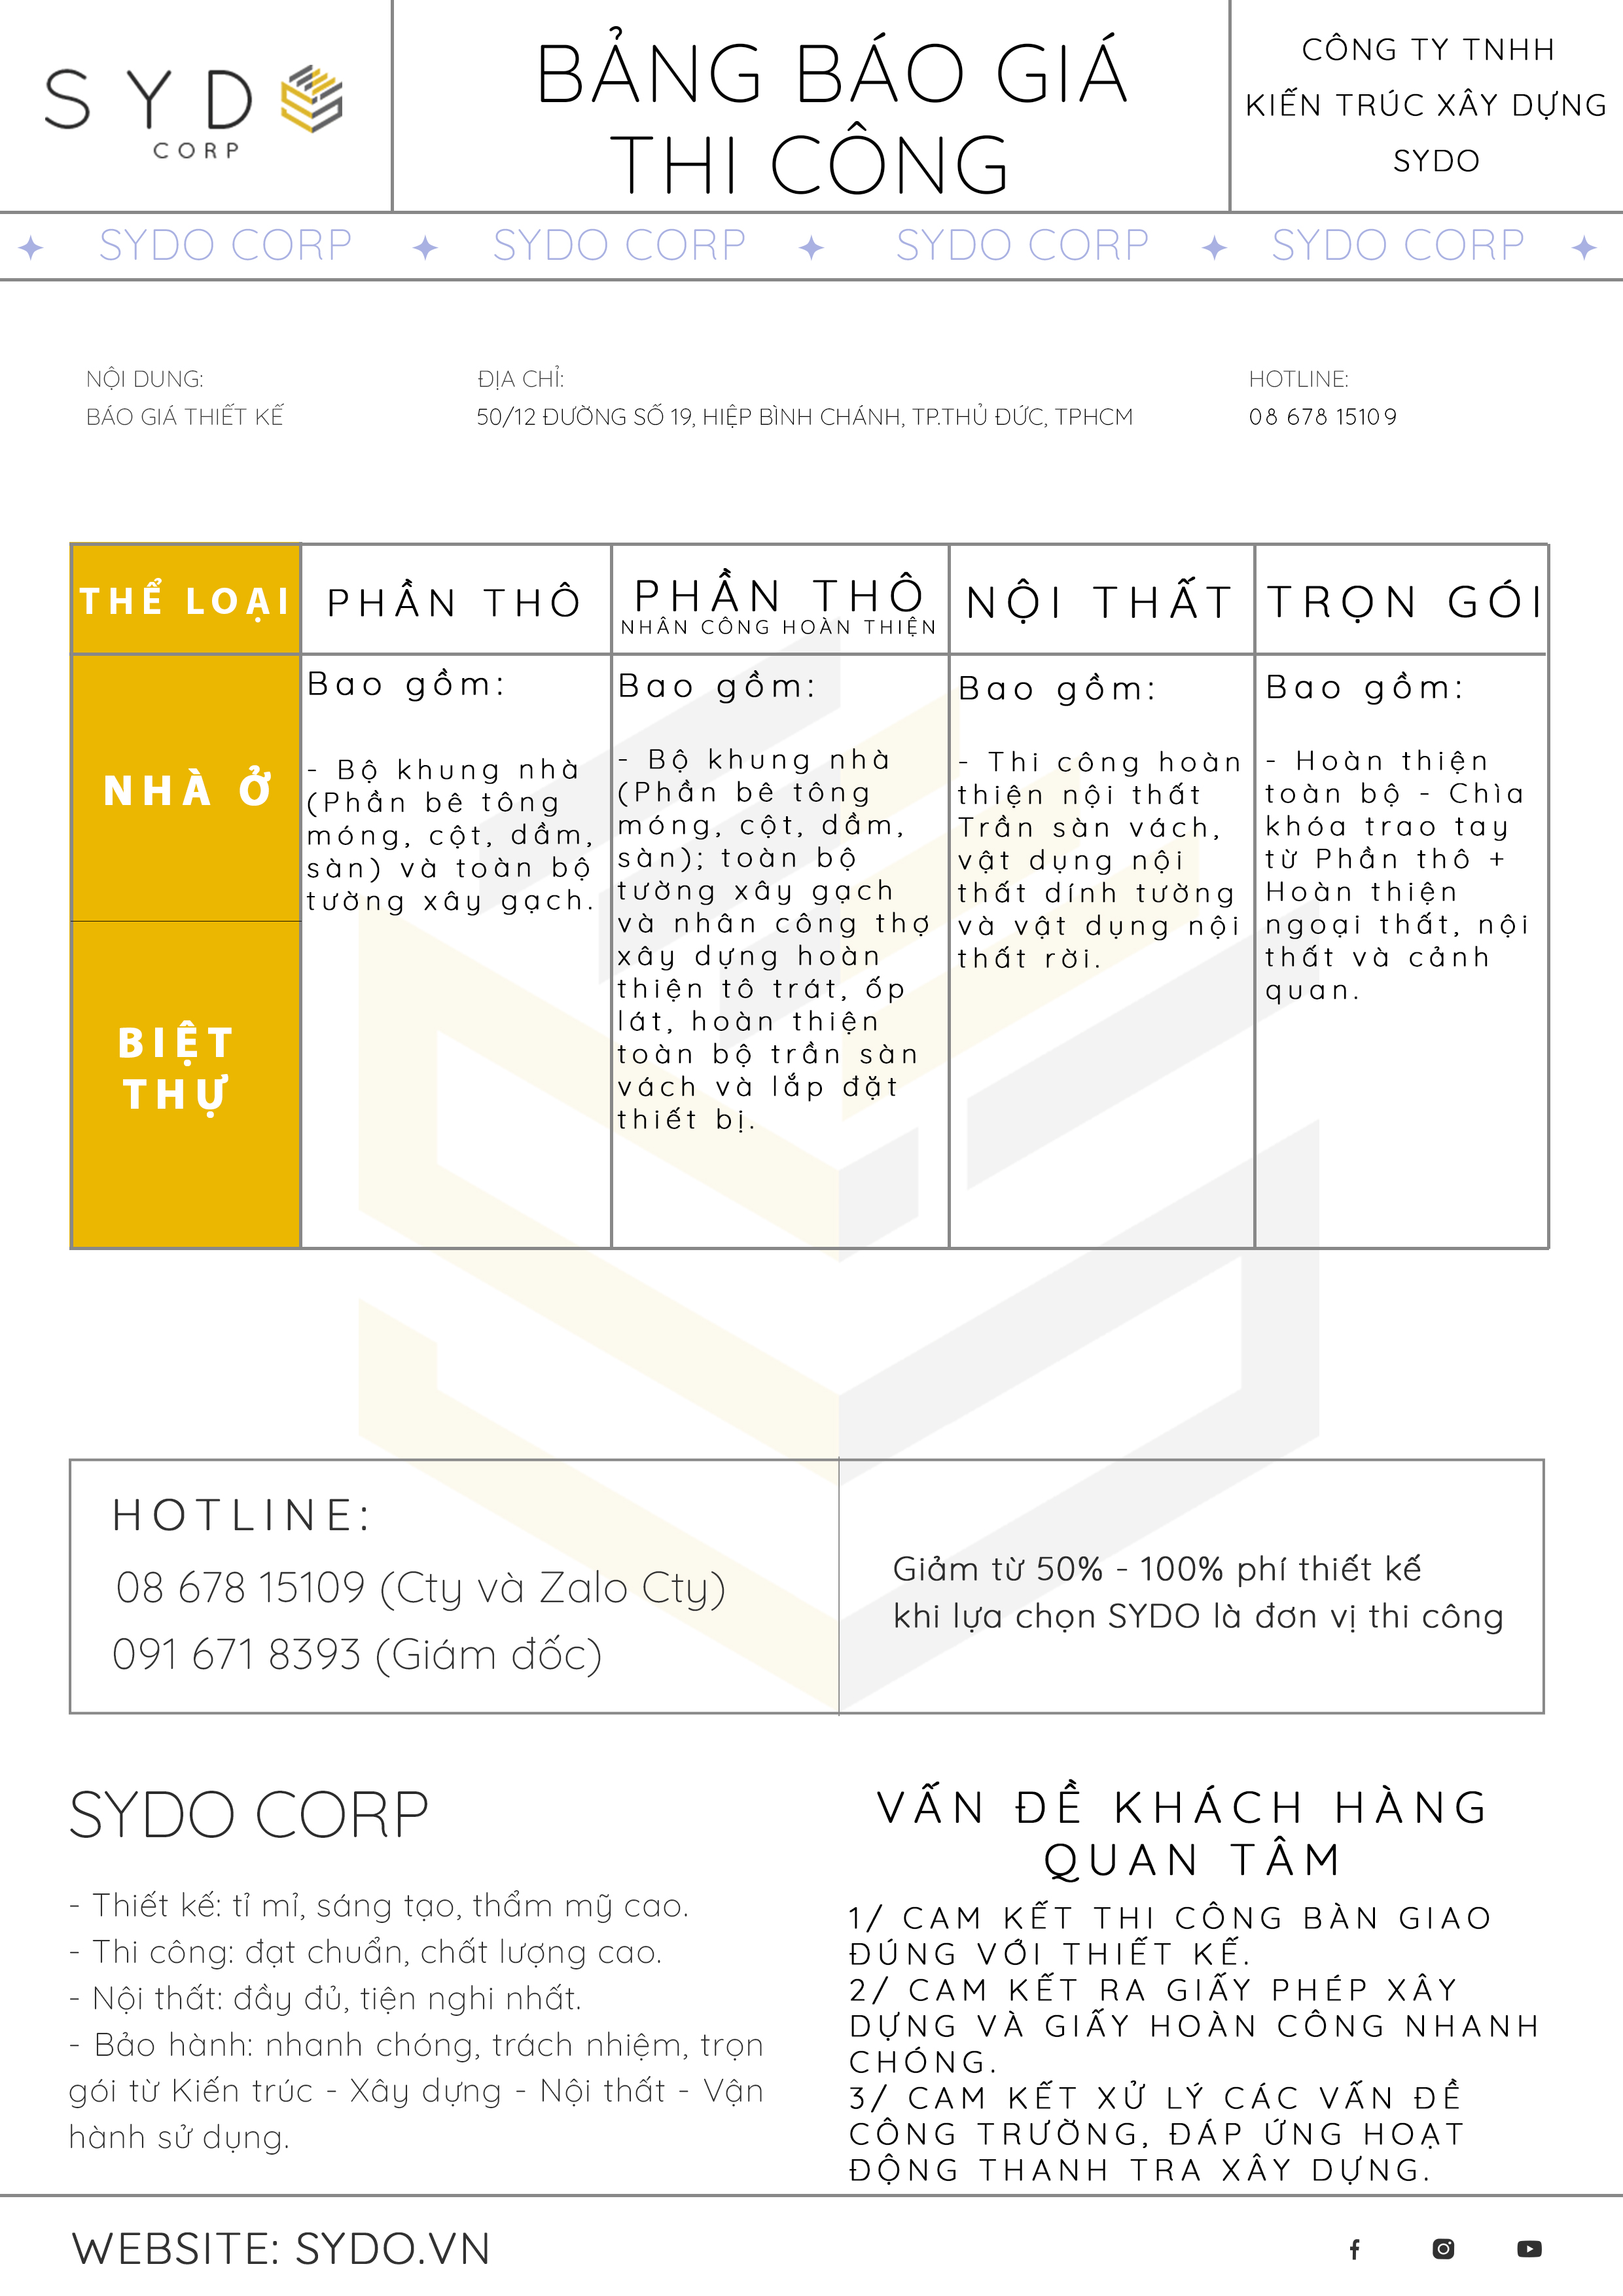 SYDO
CORP
BẢNG BÁO GIÁ
THI CÔNG
CÔNG TY TNHH
KIẾN TRÚC XÂY DỰNG
SYDO
SYDO CORP SYDO CORP SYDO CORP SYDO CORP
NỘI DUNG:
BÁO GIÁ THIẾT KẾ
ĐỊA CHỈ:
50/12 ĐƯỜNG SỐ 19, HIỆP BÌNH CHÁNH, TP.THỦ ĐỨC, TPHCM
HOTLINE:
08 678 15109
THỂ LOẠI
PHẦN THÔ
PHẦN THÔ
NHÂN CÔNG HOÀN THIỆN
NỘI THẤT
TRỌN GÓI
NHÀ Ở
BIỆT
THỰ
Bao gồm:
- Bộ khung nhà
(Phần bê tông
móng, cột, dầm,
sàn) và toàn bộ
tường xây gạch.
Bao gồm:
- Bộ khung nhà
(Phần bê tông
móng, cột, dầm,
sàn); toàn bộ
tường xây gạch
và nhân công thợ
xây dựng hoàn
thiện tô trát, ốp
lát, hoàn thiện
toàn bộ trần sàn
vách và lắp đặt
thiết bị.
Bao gồm:
- Thi công hoàn
thiện nội thất
Trần sàn vách,
vật dụng nội
thất dính tường
và vật dụng nội
thất rời.
Bao gồm:
- Hoàn thiện
toàn bộ - Chìa
khóa trao tay
từ Phần thô +
Hoàn thiện
ngoại thất, nội
thất và cảnh
quan.
HOTLINE:
08 678 15109 (Cty và Zalo Cty)
091 671 8393 (Giám đốc)
Giảm từ 50% - 100% phí thiết kế
khi lựa chọn SYDO là đơn vị thi công
SYDO CORP
- Thiết kế: tỉ mỉ, sáng tạo, thẩm mỹ cao.
- Thi công: đạt chuẩn, chất lượng cao.
- Nội thất: đầy đủ, tiện nghi nhất.
- Bảo hành: nhanh chóng, trách nhiệm, trọn
gói từ Kiến trúc - Xây dựng - Nội thất - Vận
hành sử dụng.
VẤN ĐỀ KHÁCH HÀNG
QUAN TÂM
1/ CAM KẾT THI CÔNG BÀN GIAO
ĐÚNG VỚI THIẾT KẾ.
2/ CAM KẾT RA GIẤY PHÉP XÂY
DỰNG VÀ GIẤY HOÀN CÔNG NHANH
CHÓNG.
3/ CAM KẾT XỬ LÝ CÁC VẤN ĐỀ
CÔNG TRƯỜNG, ĐÁP ỨNG HOẠT
ĐỘNG THANH TRA XÂY DỰNG.
WEBSITE: SYDO.VN